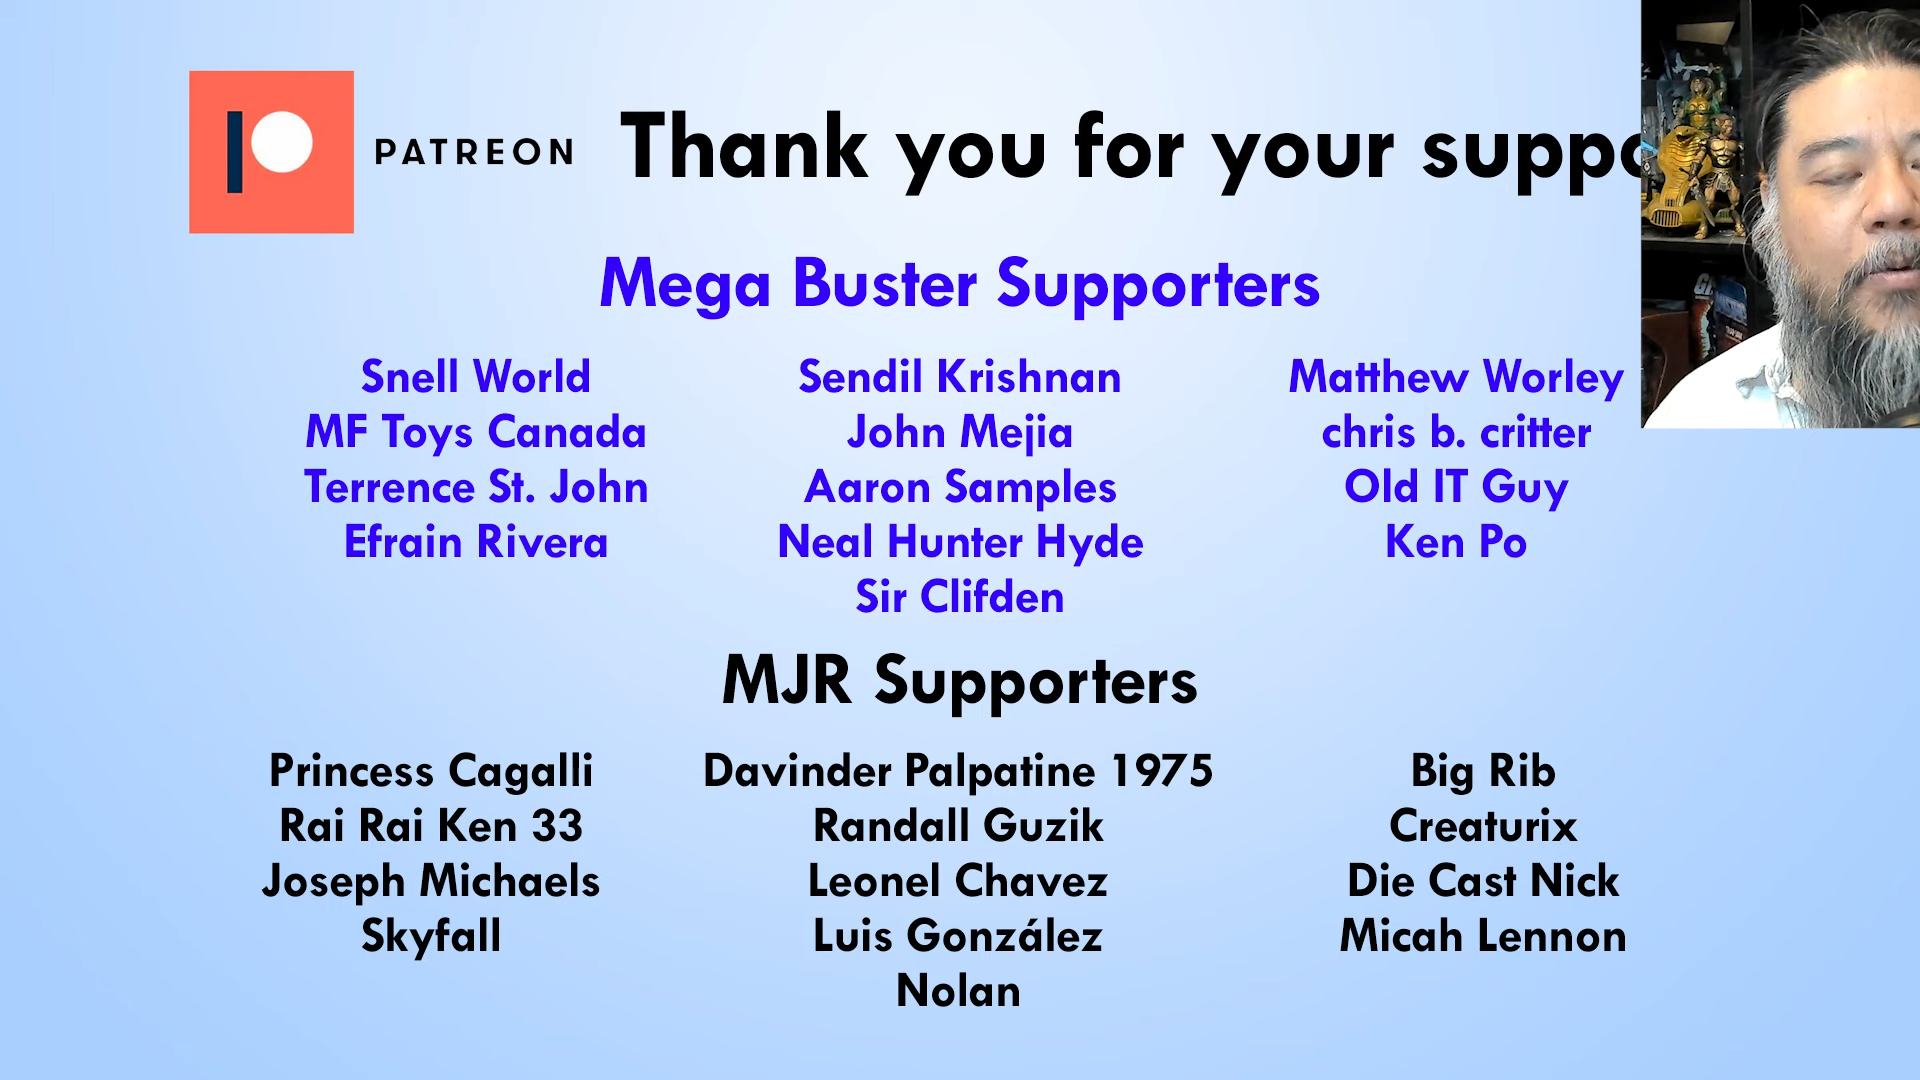 PATREON
Thank you for your suppo
Mega Buster Supporters
Snell World
MF Toys Canada
Terrence St. John
Efrain Rivera
Sendil Krishnan
John Mejia
Aaron Samples
Neal Hunter Hyde
Sir Clifden
Matthew Worley
chris b. critter
Old IT Guy
Ken Po
MJR Supporters
Princess Cagalli
Rai Rai Ken 33
Joseph Michaels
Skyfall
Davinder Palpatine 1975
Randall Guzik
Leonel Chavez
Luis González
Nolan
Big Rib
Creaturix
Die Cast Nick
Micah Lennon